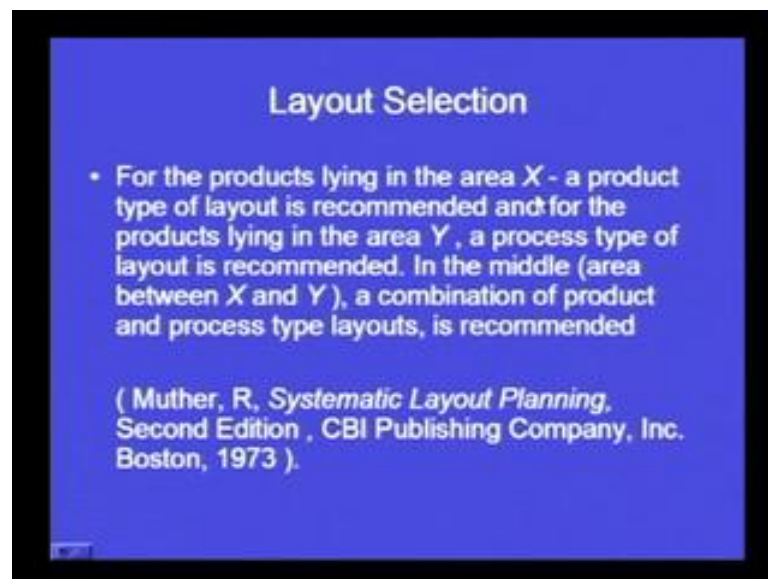 Layout Selection
• For the products lying in the area X - a product
type of layout is recommended and for the
products lying in the area Y , a process type of
layout is recommended. In the middle (area
between X and Y ), a combination of product
and process type layouts, is recommended
( Muther, R, Systematic Layout Planning,
Second Edition , CBI Publishing Company, Inc.
Boston, 1973 ).